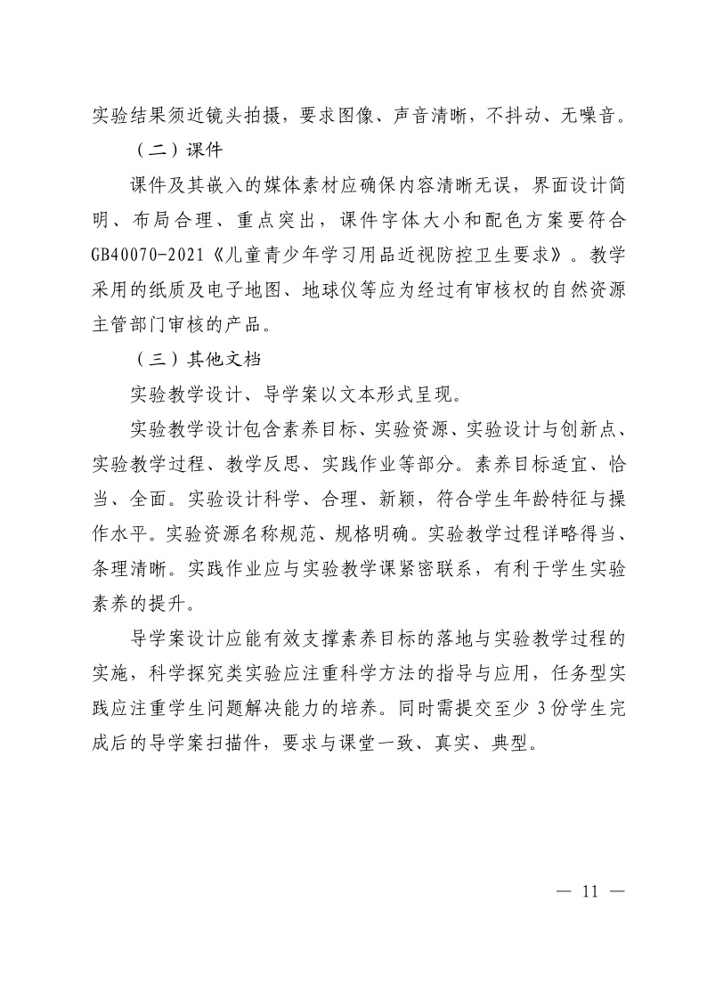 实验结果须近镜头拍摄，要求图像、声音清晰，不抖动、无噪音。
（二）课件
课件及其嵌入的媒体素材应确保内容清晰无误，界面设计简
明、布局合理、重点突出，课件字体大小和配色方案要符合
GB40070-2021《儿童青少年学习用品近视防控卫生要求》。教学
采用的纸质及电子地图、地球仪等应为经过有审核权的自然资源
主管部门审核的产品。
（三）其他文档
实验教学设计、导学案以文本形式呈现。
实验教学设计包含素养目标、实验资源、实验设计与创新点、
实验教学过程、教学反思、实践作业等部分。素养目标适宜、恰
当、全面。实验设计科学、合理、新颖，符合学生年龄特征与操
作水平。实验资源名称规范、规格明确。实验教学过程详略得当、
条理清晰。实践作业应与实验教学课紧密联系，有利于学生实验
素养的提升。
导学案设计应能有效支撑素养目标的落地与实验教学过程的
实施，科学探究类实验应注重科学方法的指导与应用，任务型实
践应注重学生问题解决能力的培养。同时需提交至少 3 份学生完
成后的导学案扫描件，要求与课堂一致、真实、典型。
— 11 —